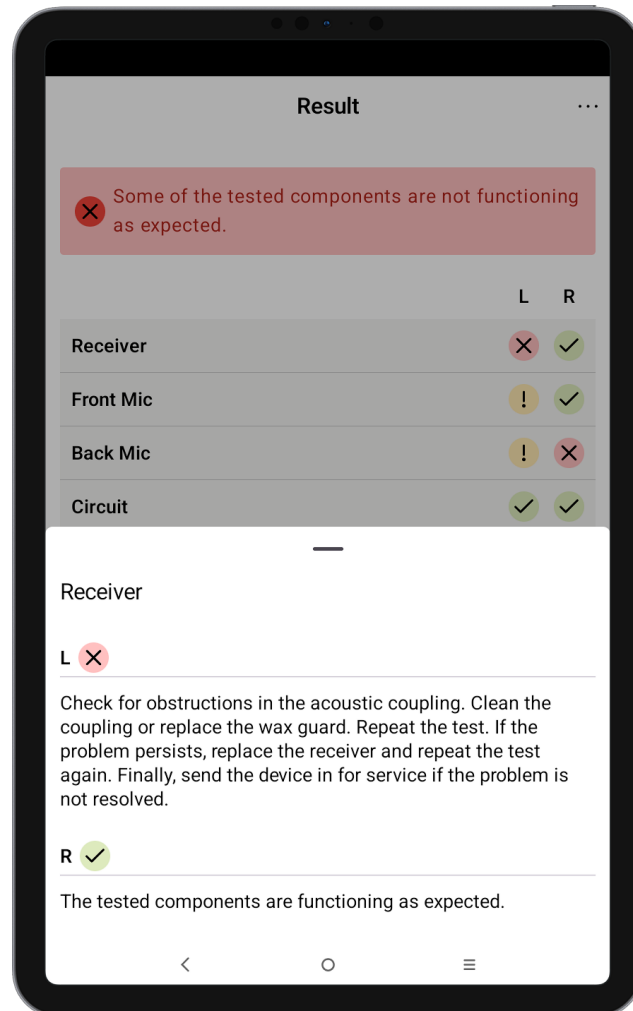 Result
Some of the tested components are not functioning
as expected.
L R
Receiver
Front Mic
Back Mic
Circuit
Receiver
L
Check for obstructions in the acoustic coupling. Clean the
coupling or replace the wax guard. Repeat the test. If the
problem persists, replace the receiver and repeat the test
again. Finally, send the device in for service if the problem is
not resolved.
R
The tested components are functioning as expected.